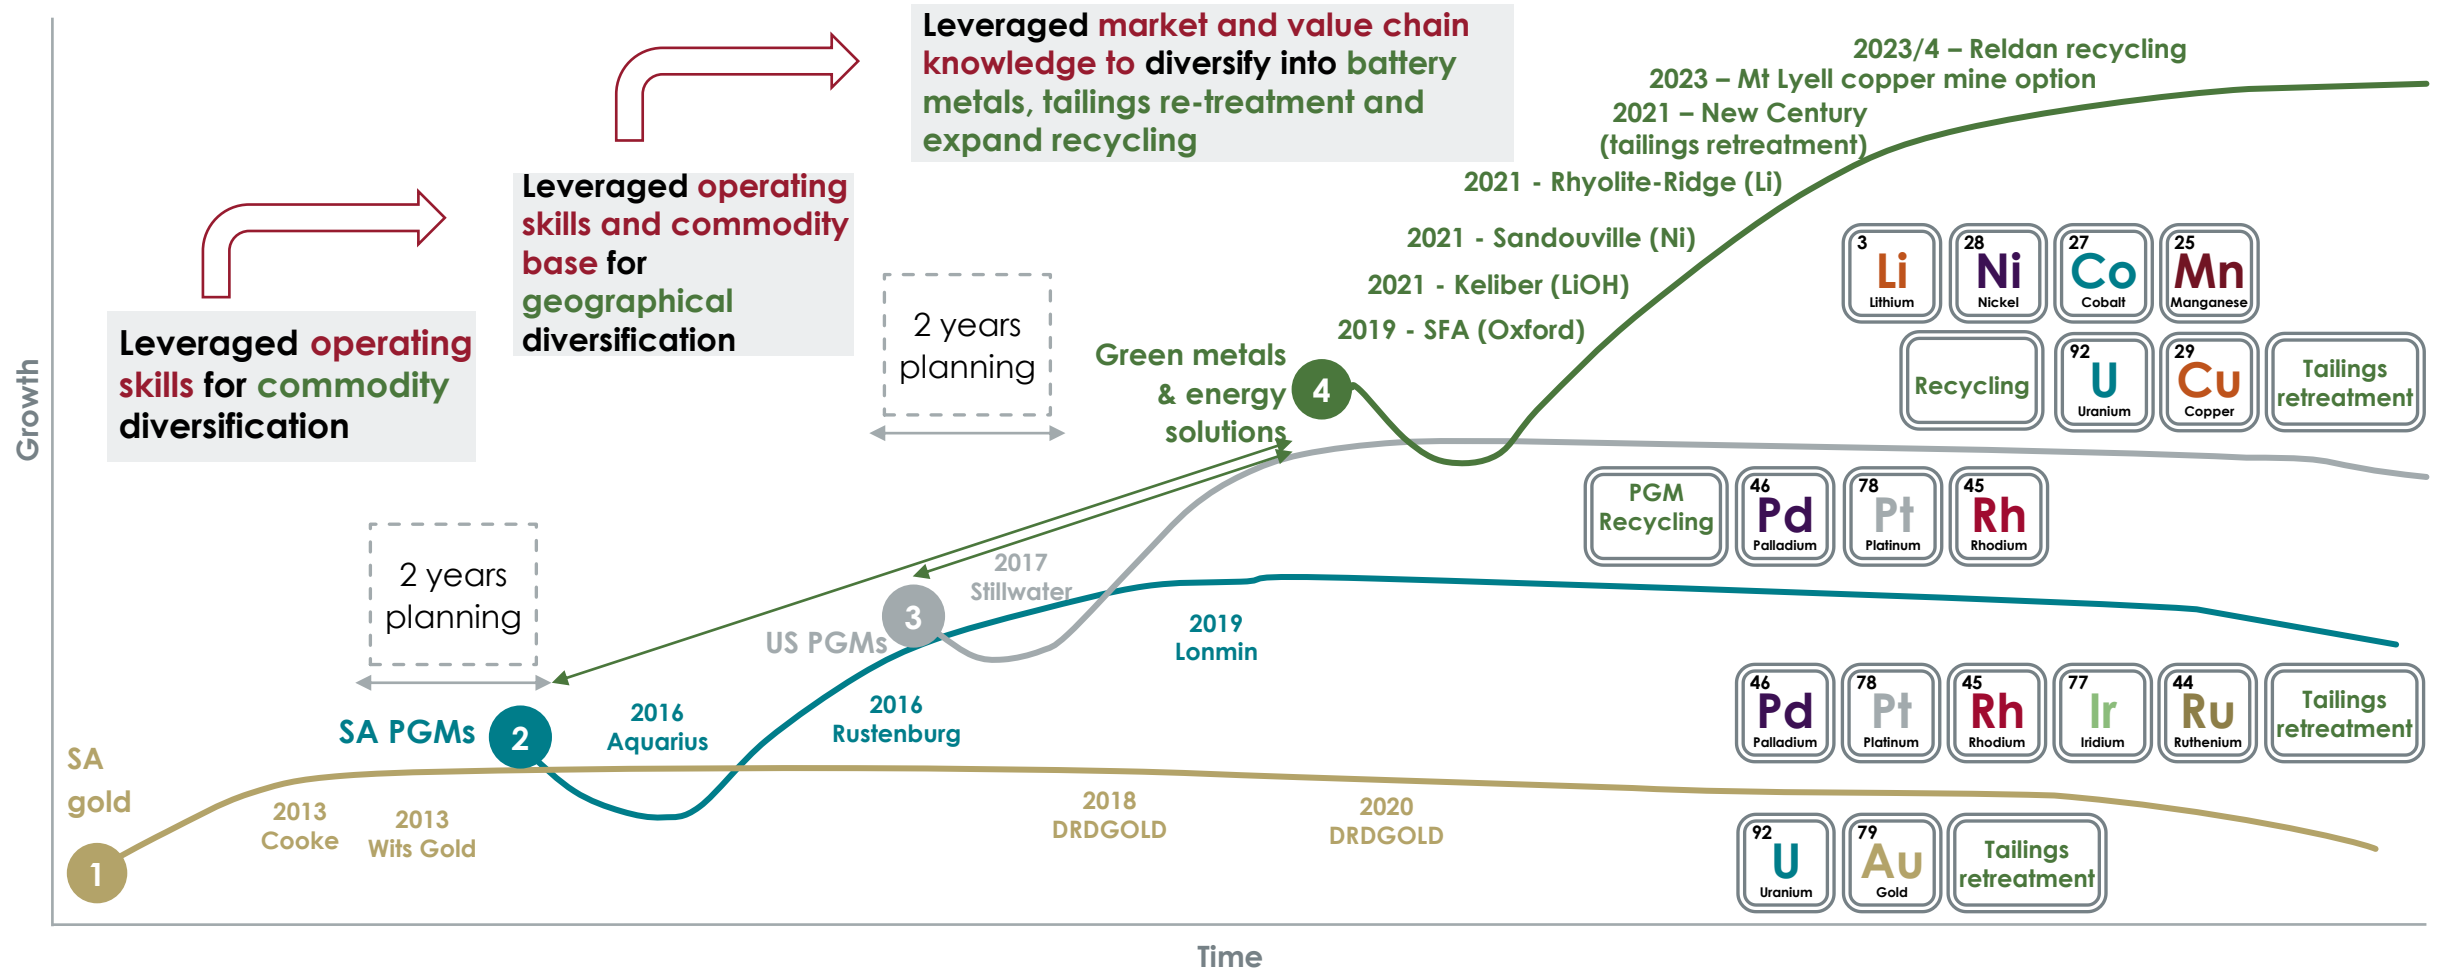 Leveraged market and value chain
knowledge to diversify into battery
metals, tailings re-treatment and
expand recycling
2023/4 – Reldan recycling
2023 – Mt Lyell copper mine option
2021 – New Century
(tailings retreatment)
2021 - Rhyolite-Ridge (Li)
2021 - Sandouville (Ni)
2021 - Keliber (LiOH)
2019 - SFA (Oxford)
Leveraged operating
skills and commodity
base for
geographical
diversification
Leveraged operating
skills for commodity
diversification
2 years
planning
Green metals
& energy
solutions
4
3
Li
Lithium
28
Ni
Nickel
27
Co
Cobalt
25
Mn
Manganese
Recycling
92
U
Uranium
29
Cu
Copper
Tailings
retreatment
Growth
PGM
Recycling
46
Pd
Palladium
78
Pt
Platinum
45
Rh
Rhodium
2 years
planning
2017
Stillwater
US PGMs
3
2019
Lonmin
SA PGMs
2
2016
Aquarius
2016
Rustenburg
46
Pd
Palladium
78
Pt
Platinum
45
Rh
Rhodium
77
Ir
Iridium
44
Ru
Ruthenium
Tailings
retreatment
SA
gold
1
2013
Cooke
2013
Wits Gold
2018
DRDGOLD
2020
DRDGOLD
92
U
Uranium
79
Au
Gold
Tailings
retreatment
Time